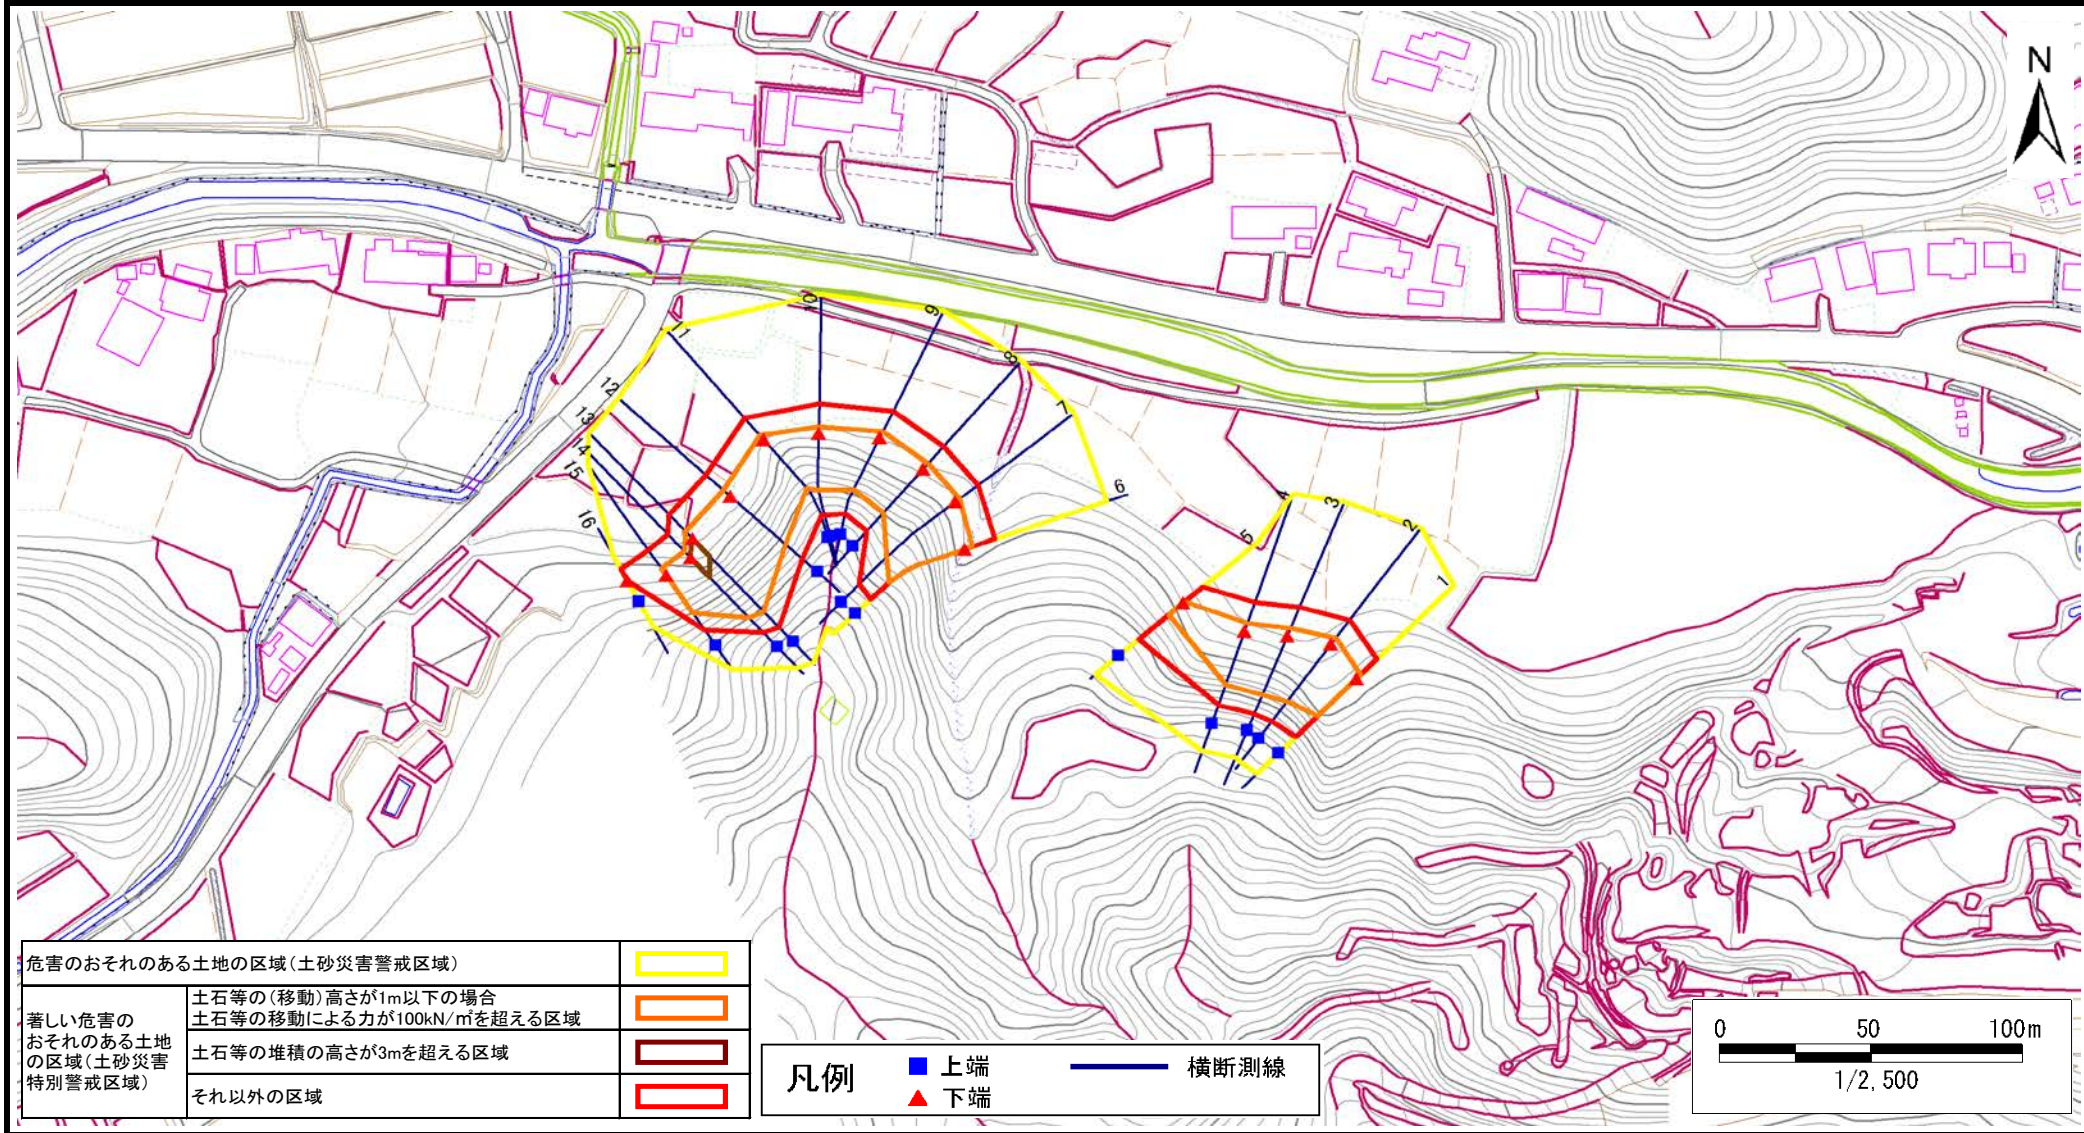 N
10
9
8
7
6
11
12
13
14
15
16
5
4
3
2
1
危害のおそれのある土地の区域(土砂災害警戒区域)
著しい危害の
おそれのある土地
の区域(土砂災害
特別警戒区域)
土石等の(移動)高さが1m以下の場合
土石等の移動による力が100kN/㎡を超える区域
土石等の堆積の高さが3mを超える区域
それ以外の区域
凡例
上端
下端
横断測線
0 50 100m
1/2,500